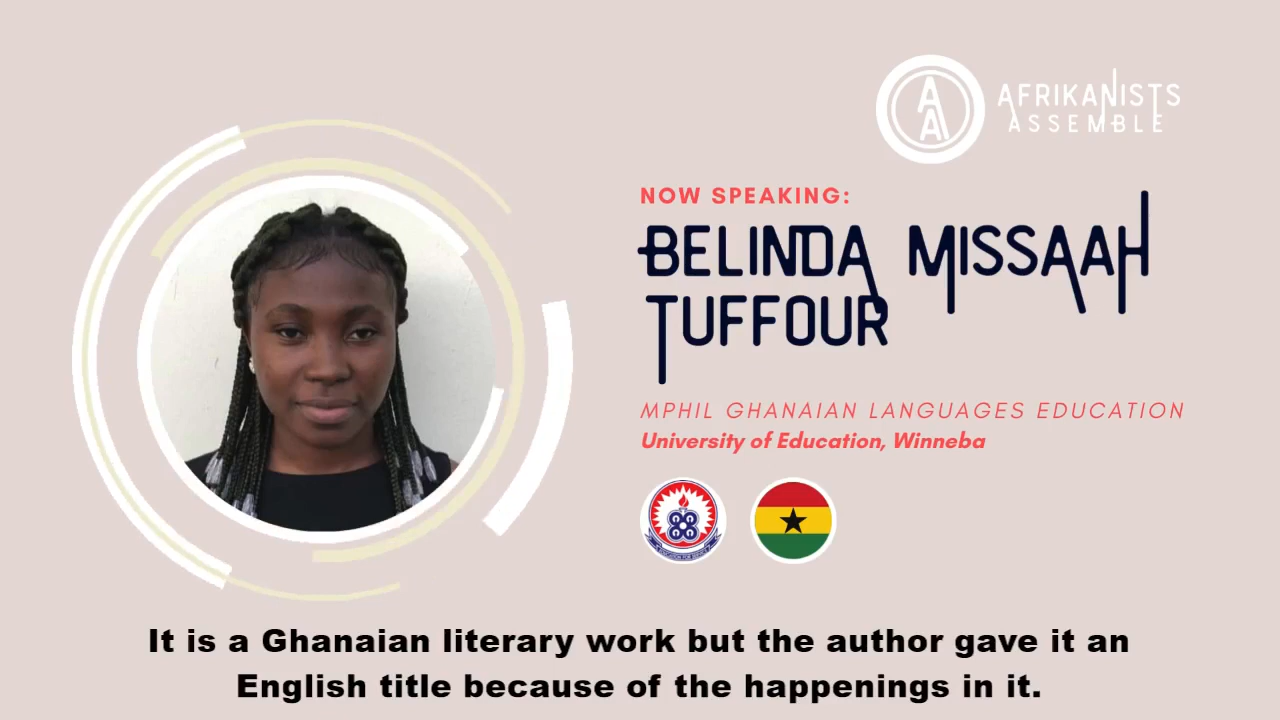 AFRIKANISTS
ASSEMBLE
NOW SPEAKING:
BELINDA MISSAAH
TUFFOUR
MPHIL GHANAIAN LANGUAGES EDUCATION
University of Education, Winneba
It is a Ghanaian literary work but the author gave it an
English title because of the happenings in it.